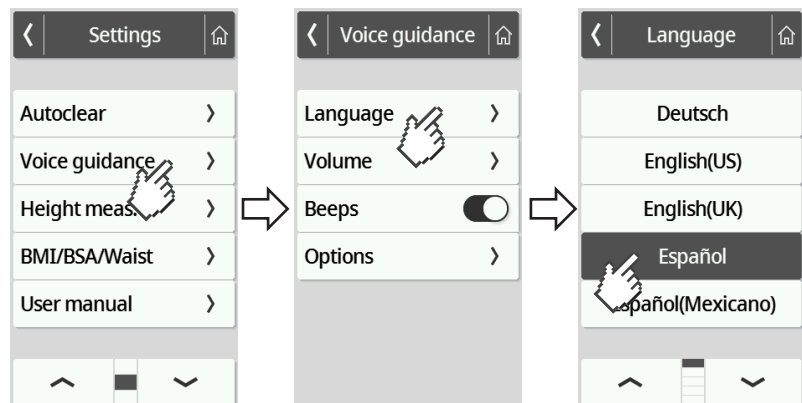 Settings
Autoclear
Voice guidance
Height meas.
BMI/BSA/Waist
User manual
Voice guidance
Language
Volume
Beeps
Options
Language
Deutsch
English(US)
English(UK)
Español
Español(Mexicano)